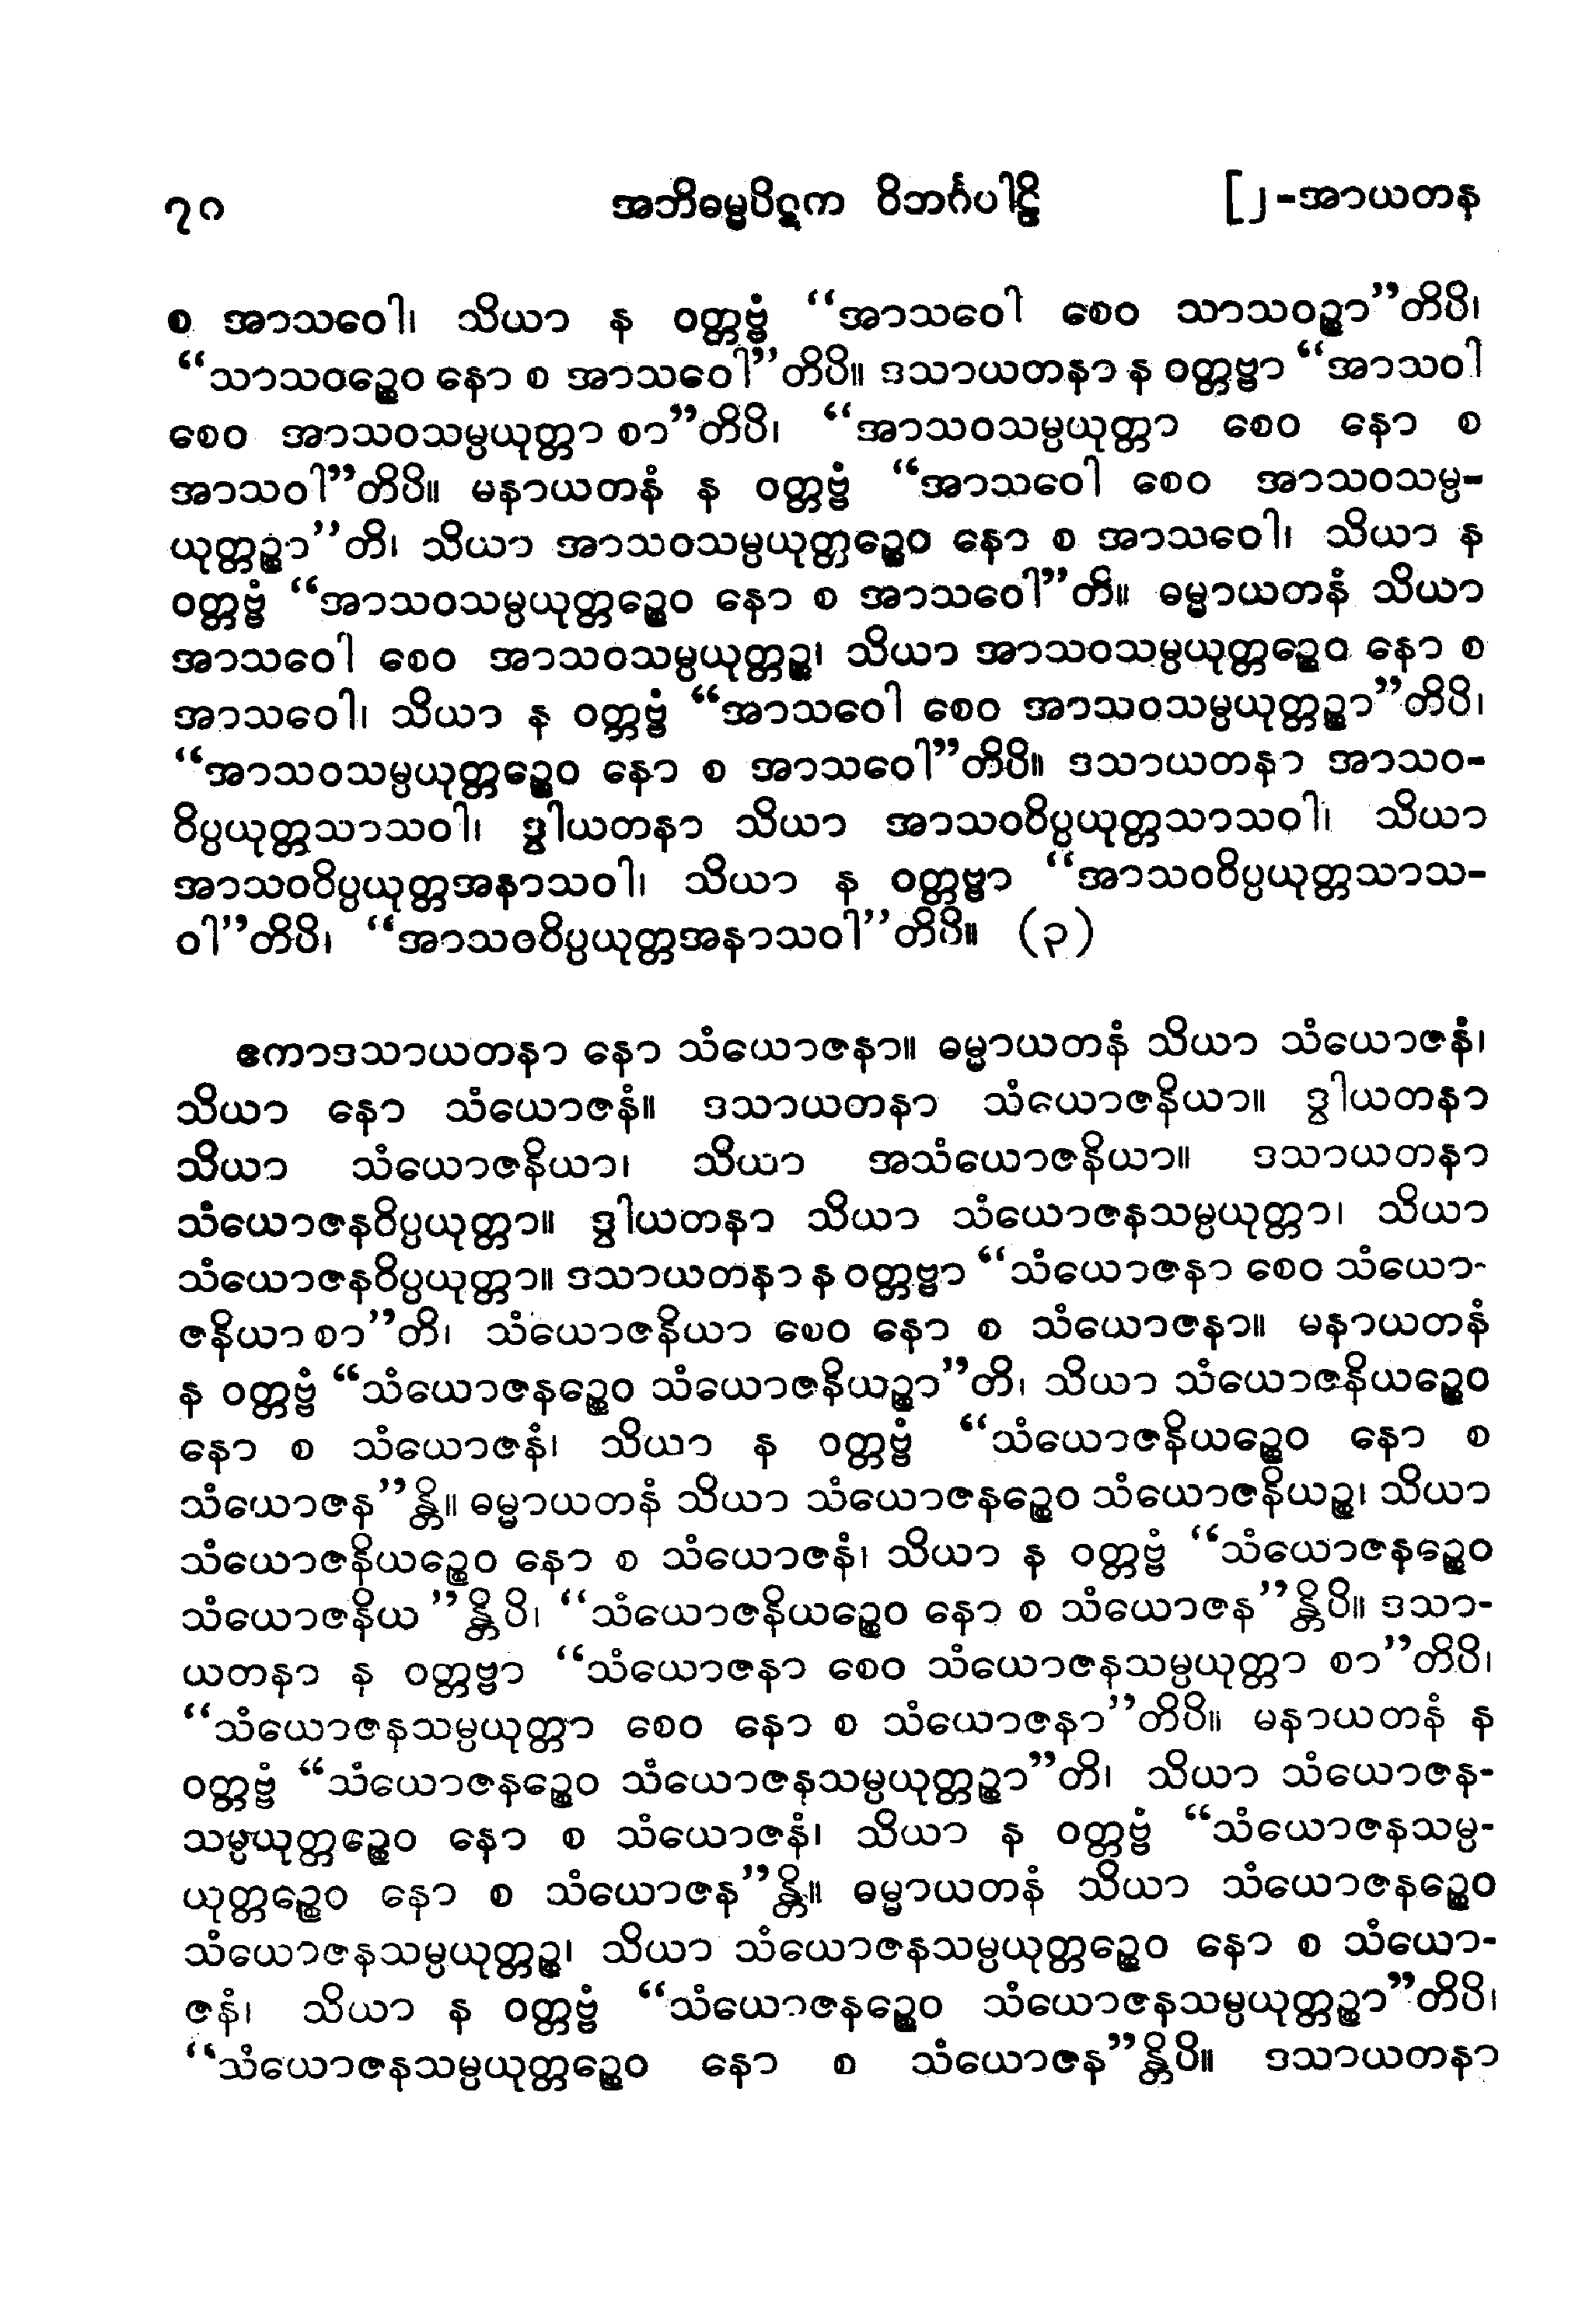 ၇၀ အဘိဓမ္မပိဋက ဝိဘင်္ဂပါဠိ [၂-အာယတန
စ အာသဝေါ၊ သိယာ န ဝတ္တဗ္ဗံ “အာသဝေါ စေဝ သာသဝဉ္စာ”တိပိ၊
“သာသဝဉ္စေဝ နော စ အာသဝေါ”တိပိ။ ဒသာယတနာ န ဝတ္တဗ္ဗာ “အာသဝါ
စေဝ အာသဝသမ္ပယုတ္တာ စာ”တိပိ၊ “အာသဝသမ္ပယုတ္တာ စေဝ နော စ
အာသဝါ”တိပိ။ မနာယတနံ န ဝတ္တဗ္ဗံ “အာသဝေါ စေဝ အာသဝသမ္ပ-
ယုတ္တဉ္စာ”တိ၊ သိယာ အာသဝသမ္ပယုတ္တဉ္စေဝ နော စ အာသဝေါ၊ သိယာ န
ဝတ္တဗ္ဗံ “အာသဝသမ္ပယုတ္တဉ္စေဝ နော စ အာသဝေါ”တိ။ ဓမ္မာယတနံ သိယာ
အာသဝေါ စေဝ အာသဝသမ္ပယုတ္တဉ္စ၊ သိယာ အာသဝသမ္ပယုတ္တဉ္စေဝ နော စ
အာသဝေါ၊ သိယာ န ဝတ္တဗ္ဗံ “အာသဝေါ စေဝ အာသဝသမ္ပယုတ္တဉ္စာ”တိပိ၊
“အာသဝသမ္ပယုတ္တဉ္စေဝ နော စ အာသဝေါ”တိပိ။ ဒသာယတနာ အာသဝ-
ဝိပ္ပယုတ္တသာသဝါ၊ ဒွါယတနာ သိယာ အာသဝဝိပ္ပယုတ္တသာသဝါ၊ သိယာ
အာသဝဝိပ္ပယုတ္တအနာသဝါ၊ သိယာ န ဝတ္တဗ္ဗာ “အာသဝဝိပ္ပယုတ္တသာသ-
ဝါ”တိပိ၊ “အာသဝဝိပ္ပယုတ္တအနာသဝါ”တိပိ။ (၃)
ဧကာဒသာယတနာ နော သံယောဇနာ။ ဓမ္မာယတနံ သိယာ သံယောဇနံ၊
သိယာ နော သံယောဇနံ။ ဒသာယတနာ သံယောဇနိယာ။ ဒွါယတနာ
သိယာ သံယောဇနိယာ၊ သိယာ အသံယောဇနိယာ။ ဒသာယတနာ
သံယောဇနဝိပ္ပယုတ္တာ။ ဒွါယတနာ သိယာ သံယောဇနသမ္ပယုတ္တာ၊ သိယာ
သံယောဇနဝိပ္ပယုတ္တာ။ ဒသာယတနာ န ဝတ္တဗ္ဗာ “သံယောဇနာ စေဝ သံယော-
ဇနိယာ စာ”တိ၊ သံယောဇနိယာ စေဝ နော စ သံယောဇနာ။ မနာယတနံ
န ဝတ္တဗ္ဗံ “သံယောဇနဉ္စေဝ သံယောဇနိယဉ္စာ”တိ၊ သိယာ သံယောဇနိယဉ္စေဝ
နော စ သံယောဇနံ၊ သိယာ န ဝတ္တဗ္ဗံ “သံယောဇနိယဉ္စေဝ နော စ
သံယောဇန”န္တိ။ ဓမ္မာယတနံ သိယာ သံယောဇနဉ္စေဝ သံယောဇနိယဉ္စ၊ သိယာ
သံယောဇနိယဉ္စေဝ နော စ သံယောဇနံ၊ သိယာ န ဝတ္တဗ္ဗံ “သံယောဇနဉ္စေဝ
သံယောဇနိယ”န္တိပိ၊ “သံယောဇနိယဉ္စေဝ နော စ သံယောဇန”န္တိပိ။ ဒသာ-
ယတနာ န ဝတ္တဗ္ဗာ “သံယောဇနာ စေဝ သံယောဇနသမ္ပယုတ္တာ စာ”တိပိ၊
“သံယောဇနသမ္ပယုတ္တာ စေဝ နော စ သံယောဇနာ”တိပိ။ မနာယတနံ န
ဝတ္တဗ္ဗံ “သံယောဇနဉ္စေဝ သံယောဇနသမ္ပယုတ္တဉ္စာ”တိ၊ သိယာ သံယောဇန-
သမ္ပယုတ္တဉ္စေဝ နော စ သံယောဇနံ၊ သိယာ န ဝတ္တဗ္ဗံ “သံယောဇနသမ္ပ-
ယုတ္တဉ္စေဝ နော စ သံယောဇန”န္တိ။ ဓမ္မာယတနံ သိယာ သံယောဇနဉ္စေဝ
သံယောဇနသမ္ပယုတ္တဉ္စ၊ သိယာ သံယောဇနသမ္ပယုတ္တဉ္စေဝ နော စ သံယော-
ဇနံ၊ သိယာ န ဝတ္တဗ္ဗံ “သံယောဇနဉ္စေဝ သံယောဇနသမ္ပယုတ္တဉ္စာ”တိပိ၊
“သံယောဇနသမ္ပယုတ္တဉ္စေဝ နော စ သံယောဇန”န္တိပိ။ ဒသာယတနာ